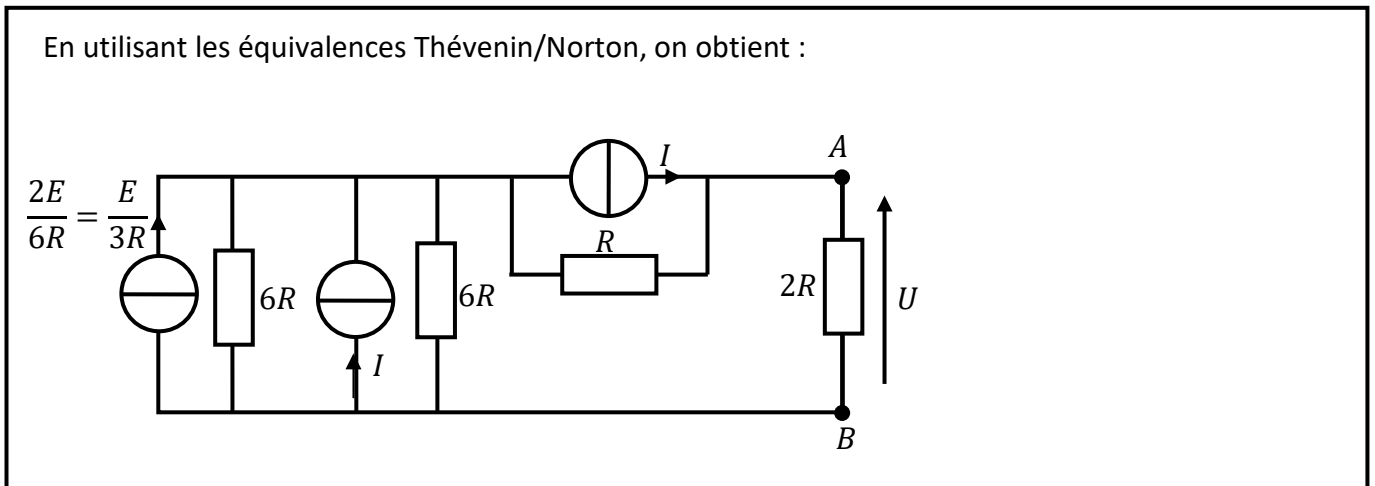 En utilisant les équivalences Thévenin/Norton, on obtient :
I
A
2E/6R = E/3R
R
6R
6R
2R
U
I
B